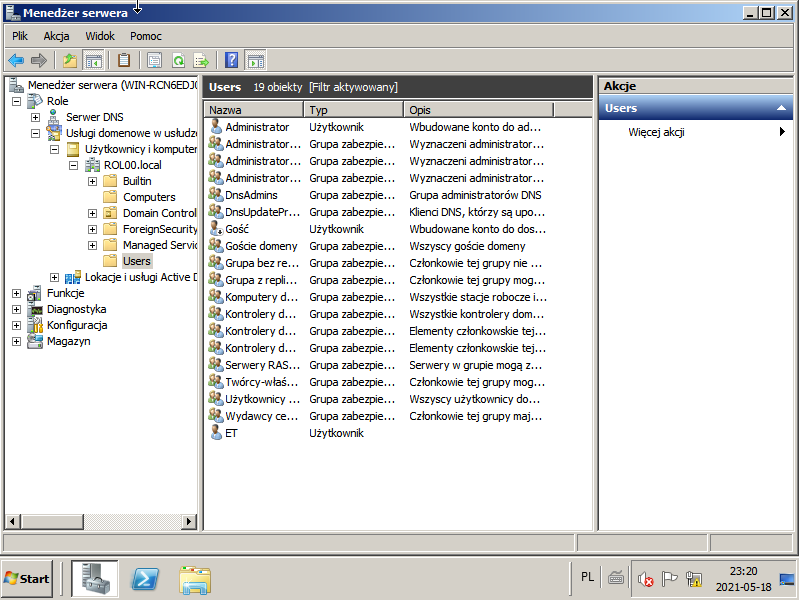 Menedżer serwera
Plik Akcja Widok Pomoc
Menedżer serwera (WIN-RCN6EDJ
Role
Serwer DNS
Usługi domenowe w usłudz
Użytkownicy i komputer
ROL00.local
Builtin
Computers
Domain Control
ForeignSecurity
Managed Servic
Users
Lokacje i usługi Active D
Funkcje
Diagnostyka
Konfiguracja
Magazyn
Users 19 obiekty [Filtr aktywowany]
Nazwa Typ Opis
Administrator Użytkownik Wbudowane konto do ad...
Administrator... Grupa zabezpie... Wyznaczeni administrator...
Administrator... Grupa zabezpie... Wyznaczeni administrator...
Administrator... Grupa zabezpie... Wyznaczeni administrator...
DnsAdmins Grupa zabezpie... Grupa administratorów DNS
DnsUpdatePr... Grupa zabezpie... Klienci DNS, którzy są upo...
Gość Użytkownik Wbudowane konto do dos...
Goście domeny Grupa zabezpie... Wszyscy goście domeny
Grupa bez re... Grupa zabezpie... Członkowie tej grupy nie ...
Grupa z repli... Grupa zabezpie... Członkowie tej grupy mog...
Komputery d... Grupa zabezpie... Wszystkie stacje robocze i...
Kontrolery d... Grupa zabezpie... Wszystkie kontrolery dom...
Kontrolery d... Grupa zabezpie... Elementy członkowskie tej...
Kontrolery d... Grupa zabezpie... Elementy członkowskie tej...
Serwery RAS... Grupa zabezpie... Serwery w grupie mogą z...
Twórcy-właś... Grupa zabezpie... Członkowie tej grupy mog...
Użytkownicy ... Grupa zabezpie... Wszyscy użytkownicy do...
Wydawcy ce... Grupa zabezpie... Członkowie tej grupy maj...
ET Użytkownik
Akcje
Users
Więcej akcji
Start
PL
23:20
2021-05-18